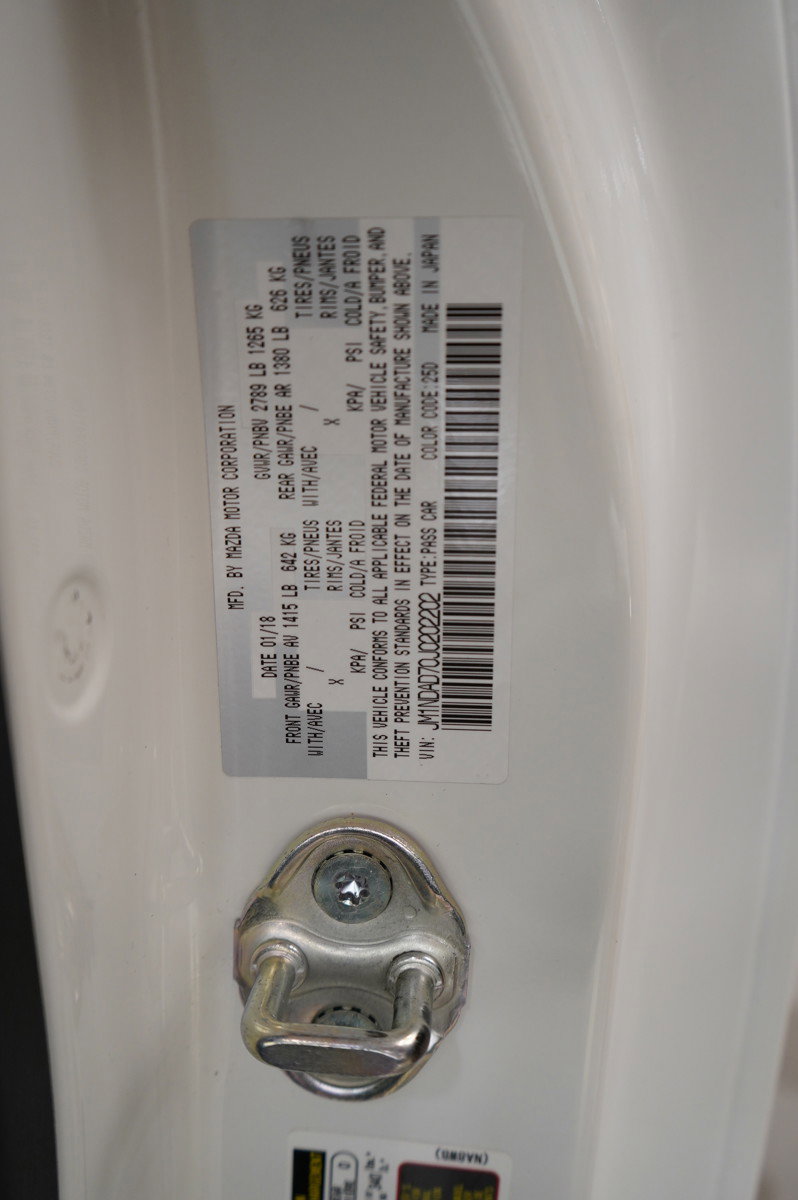 MFD. BY MAZDA MOTOR CORPORATION
DATE 01/18 GVWR/PNBV 2789 LB 1265 KG
FRONT GAWR/PNBE AV 1415 LB 642 KG REAR GAWR/PNBE AR 1380 LB 626 KG
WITH/AVEC / TIRES/PNEUS WITH/AVEC / TIRES/PNEUS
X RIMS/JANTES X RIMS/JANTES
KPA/ PSI COLD/A FROID KPA/ PSI COLD/A FROID
THIS VEHICLE CONFORMS TO ALL APPLICABLE FEDERAL MOTOR VEHICLE SAFETY, BUMPER, AND
THEFT PREVENTION STANDARDS IN EFFECT ON THE DATE OF MANUFACTURE SHOWN ABOVE.
VIN: JM1NDAD70J0202202 TYPE:PASS CAR COLOR CODE:25D MADE IN JAPAN
(NA0WD)